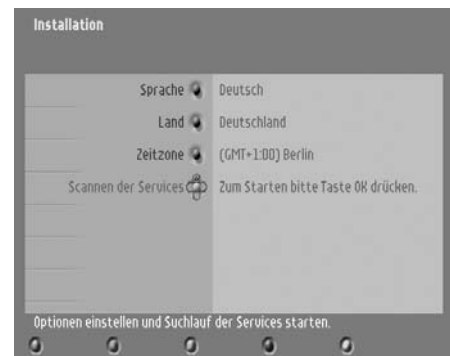 Installation
Sprache Deutsch
Land Deutschland
Zeitzone (GMT+1:00) Berlin
Scannen der Services Zum Starten bitte Taste OK drücken.
Optionen einstellen und Suchlauf der Services starten.